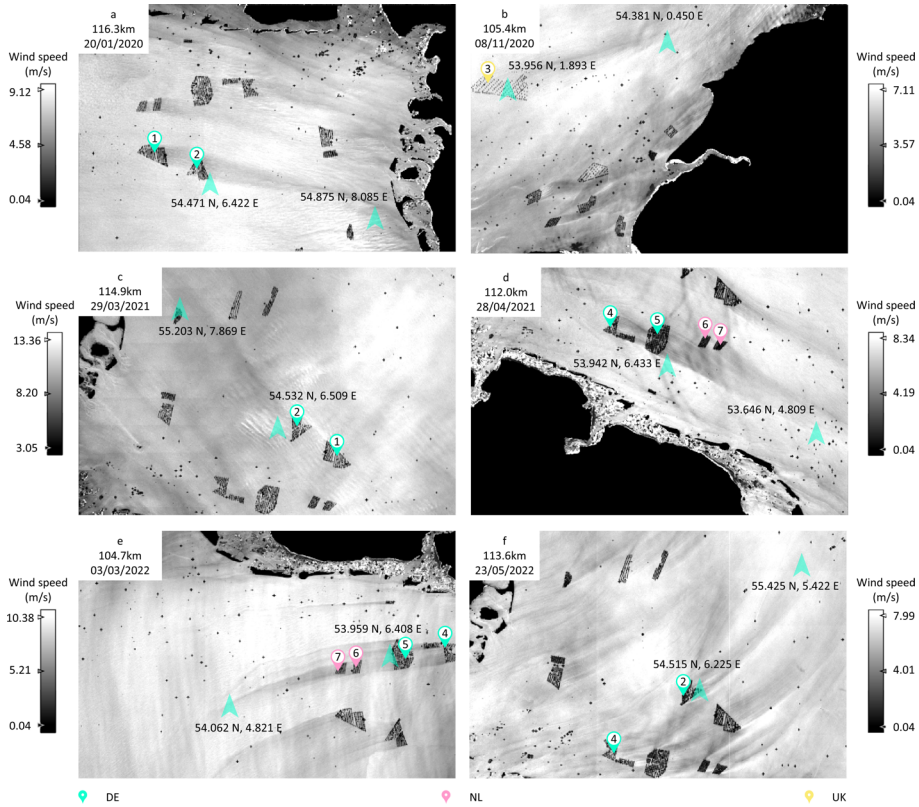 a
116.3km
20/01/2020
Wind speed
(m/s)
9.12
4.58
0.04
1
2
54.471 N, 6.422 E
54.875 N, 8.085 E
b
105.4km
08/11/2020
54.381 N, 0.450 E
53.956 N, 1.893 E
3
Wind speed
(m/s)
7.11
3.57
0.04
c
114.9km
29/03/2021
Wind speed
(m/s)
13.36
8.20
3.05
55.203 N, 7.869 E
54.532 N, 6.509 E
2
1
d
112.0km
28/04/2021
4
5
6
7
53.942 N, 6.433 E
53.646 N, 4.809 E
Wind speed
(m/s)
8.34
4.19
0.04
e
104.7km
03/03/2022
Wind speed
(m/s)
10.38
5.21
0.04
53.959 N, 6.408 E
4
5
6
7
54.062 N, 4.821 E
f
113.6km
23/05/2022
55.425 N, 5.422 E
54.515 N, 6.225 E
2
4
Wind speed
(m/s)
7.99
4.01
0.04
DE
NL
UK